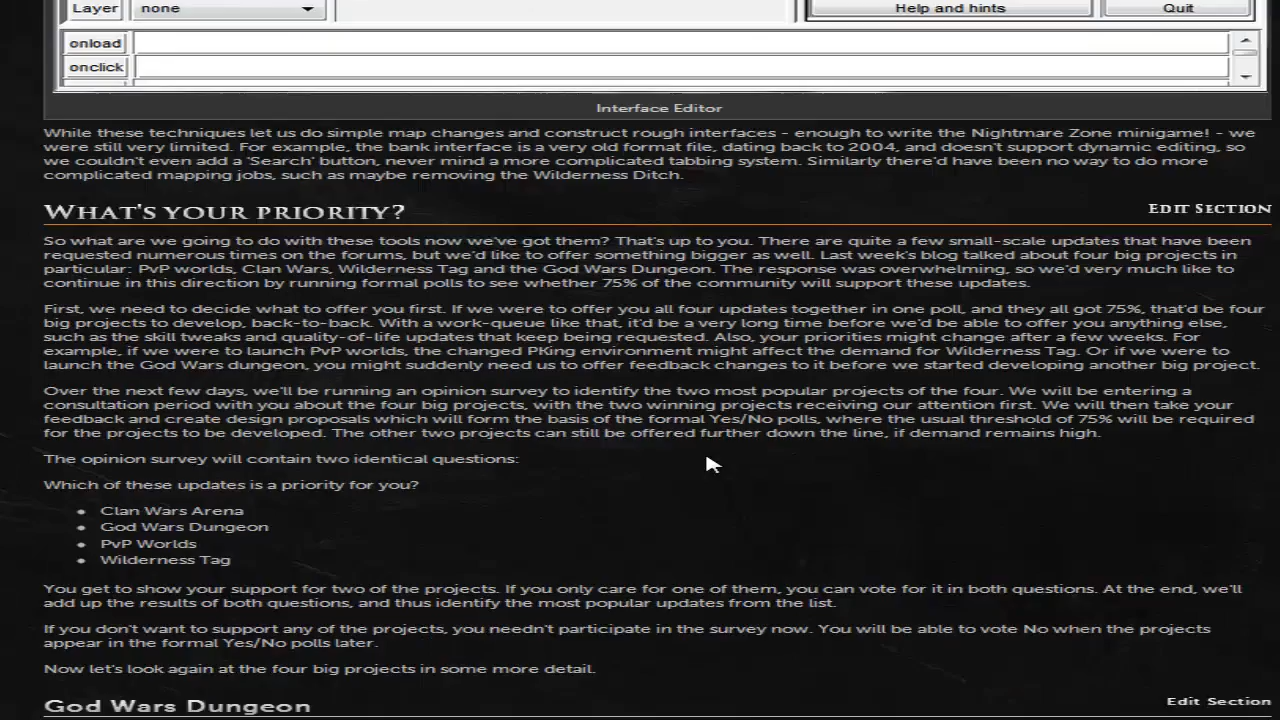 Layer none Help and hints Quit
onload
onclick
Interface Editor
While these techniques let us do simple map changes and construct rough interfaces - enough to write the Nightmare Zone minigame! - we
were still very limited. For example, the bank interface is a very old format file, dating back to 2004, and doesn't support dynamic editing, so
we couldn't even add a 'Search' button, never mind a more complicated tabbing system. Similarly there'd have been no way to do more
complicated mapping jobs, such as maybe removing the Wilderness Ditch.
What's your priority? Edit Section
So what are we going to do with these tools now we've got them? That's up to you. There are quite a few small-scale updates that have been
requested numerous times on the forums, but we'd like to offer something bigger as well. Last week's blog talked about four big projects in
particular: PvP worlds, Clan Wars, Wilderness Tag and the God Wars Dungeon. The response was overwhelming, so we'd very much like to
continue in this direction by running formal polls to see whether 75% of the community will support these updates.
First, we need to decide what to offer you first. If we were to offer you all four updates together in one poll, and they all got 75%, that'd be four
big projects to develop, back-to-back. With a work-queue like that, it'd be a very long time before we'd be able to offer you anything else,
such as the skill tweaks and quality-of-life updates that keep being requested. Also, your priorities might change after a few weeks. For
example, if we were to launch PvP worlds, the changed PKing environment might affect the demand for Wilderness Tag. Or if we were to
launch the God Wars dungeon, you might suddenly need us to offer feedback changes to it before we started developing another big project.
Over the next few days, we'll be running an opinion survey to identify the two most popular projects of the four. We will be entering a
consultation period with you about the four big projects, with the two winning projects receiving our attention first. We will then take your
feedback and create design proposals which will form the basis of the formal Yes/No polls, where the usual threshold of 75% will be required
for the projects to be developed. The other two projects can still be offered further down the line, if demand remains high.
The opinion survey will contain two identical questions:
Which of these updates is a priority for you?
• Clan Wars Arena
• God Wars Dungeon
• PvP Worlds
• Wilderness Tag
You get to show your support for two of the projects. If you only care for one of them, you can vote for it in both questions. At the end, we'll
add up the results of both questions, and thus identify the most popular updates from the list.
If you don't want to support any of the projects, you needn't participate in the survey now. You will be able to vote No when the projects
appear in the formal Yes/No polls later.
Now let's look again at the four big projects in some more detail.
God Wars Dungeon Edit Section